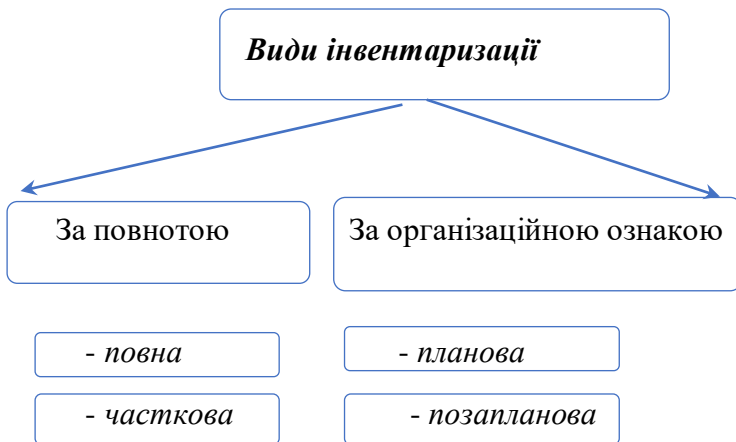 Види інвентаризації
За повнотою
За організаційною ознакою
- повна
- планова
- часткова
- позапланова